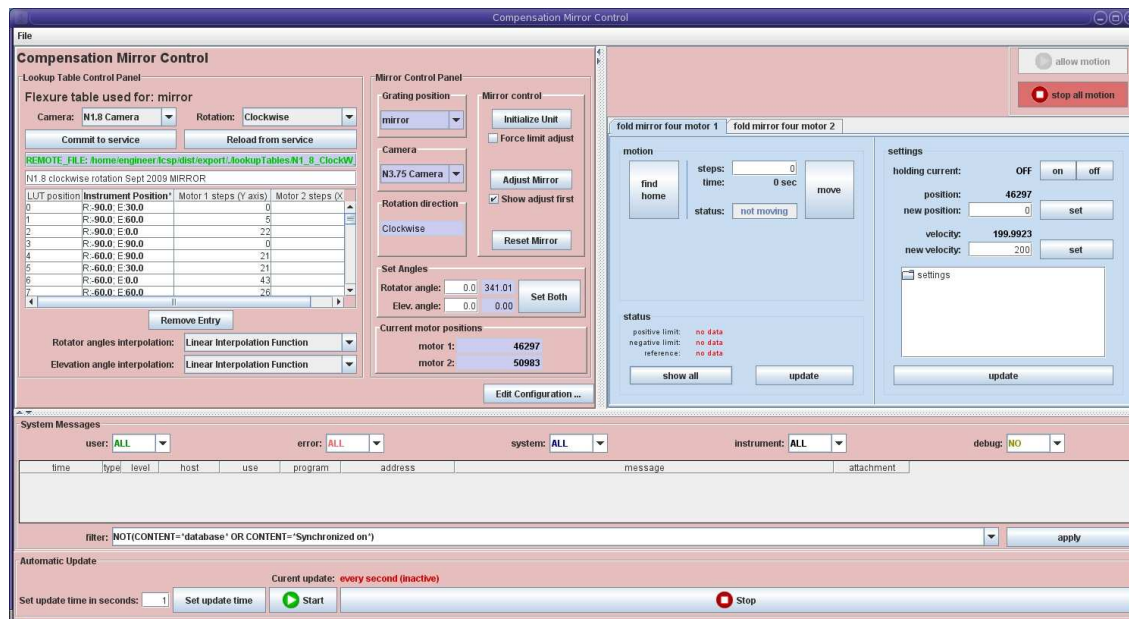 Compensation Mirror Control
File
Compensation Mirror Control
Lookup Table Control Panel
Flexure table used for: mirror
Camera: N1.8 Camera Rotation: Clockwise
Commit to service Reload from service
REMOTE_FILE: /home/engineer/lcsp/dist/export/./lookupTables/N1_8_ClockW
N1.8 clockwise rotation Sept 2009 MIRROR
LUT position Instrument Position* Motor 1 steps (Y axis) Motor 2 steps (X
0 R:-90.0; E:30.0 0
1 R:-90.0; E:60.0 5
2 R:-90.0; E:0.0 22
3 R:-90.0; E:90.0 0
4 R:-60.0; E:90.0 21
5 R:-60.0; E:30.0 21
6 R:-60.0; E:0.0 43
7 R:-60.0; E:60.0 26
Remove Entry
Rotator angles interpolation: Linear Interpolation Function
Elevation angle interpolation: Linear Interpolation Function
Mirror Control Panel
Grating position
mirror
Camera
N3.75 Camera
Rotation direction
Clockwise
Mirror control
Initialize Unit
Force limit adjust
Adjust Mirror
Show adjust first
Reset Mirror
Set Angles
Rotator angle: 0.0 341.01
Elev. angle: 0.0 0.00
Set Both
Current motor positions
motor 1: 46297
motor 2: 50983
Edit Configuration ...
allow motion
stop all motion
fold mirror four motor 1 fold mirror four motor 2
motion
find home
steps: 0
time: 0 sec
status: not moving
move
status
positive limit: no data
negative limit: no data
reference: no data
show all update
settings
holding current: OFF on off
position: 46297
new position: 0 set
velocity: 199.9923
new velocity: 200 set
settings
update
System Messages
user: ALL error: ALL system: ALL instrument: ALL debug: NO
time type level host use program address message attachment
filter: NOT(CONTENT="database" OR CONTENT="Synchronized on") apply
Automatic Update
Curent update: every second (inactive)
Set update time in seconds: 1 Set update time Start Stop